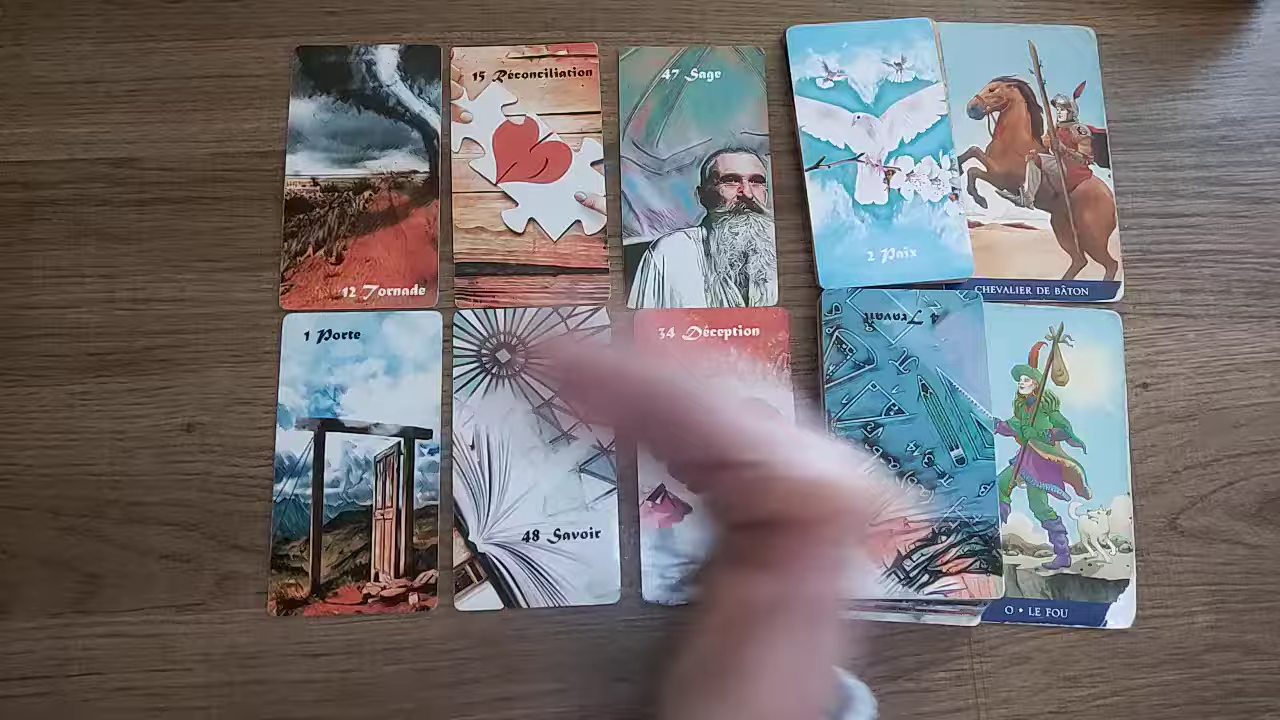 12 Tornade
15 Réconciliation
47 Sage
2 Paix
CHEVALIER DE BÂTON
1 Porte
48 Savoir
34 Déception
4 Travail
O • LE FOU